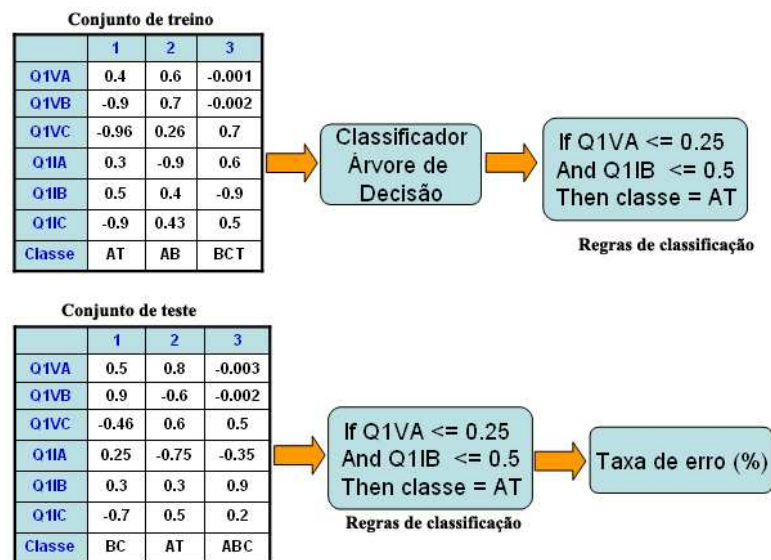 Conjunto de treino
1 2 3
Q1VA 0.4 0.6 -0.001
Q1VB -0.9 0.7 -0.002
Q1VC -0.96 0.26 0.7
Q1IA 0.3 -0.9 0.6
Q1IB 0.5 0.4 -0.9
Q1IC -0.9 0.43 0.5
Classe AT AB BCT
Classificador
Árvore de
Decisão
If Q1VA <= 0.25
And Q1IB <= 0.5
Then classe = AT
Regras de classificação
Conjunto de teste
1 2 3
Q1VA 0.5 0.8 -0.003
Q1VB 0.9 -0.6 -0.002
Q1VC -0.46 0.6 0.5
Q1IA 0.25 -0.75 -0.35
Q1IB 0.3 0.3 0.9
Q1IC -0.7 0.5 0.2
Classe BC AT ABC
If Q1VA <= 0.25
And Q1IB <= 0.5
Then classe = AT
Regras de classificação
Taxa de erro (%)